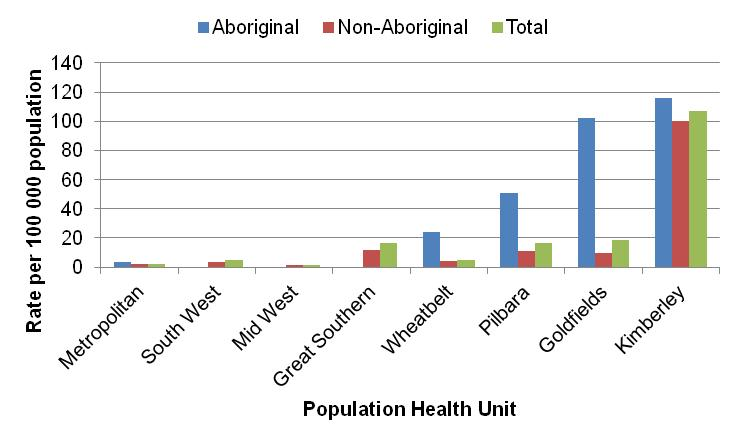 Aboriginal Non-Aboriginal Total
Rate per 100 000 population
140
120
100
80
60
40
20
0
Metropolitan
South West
Mid West
Great Southern
Wheatbelt
Pilbara
Goldfields
Kimberley
Population Health Unit